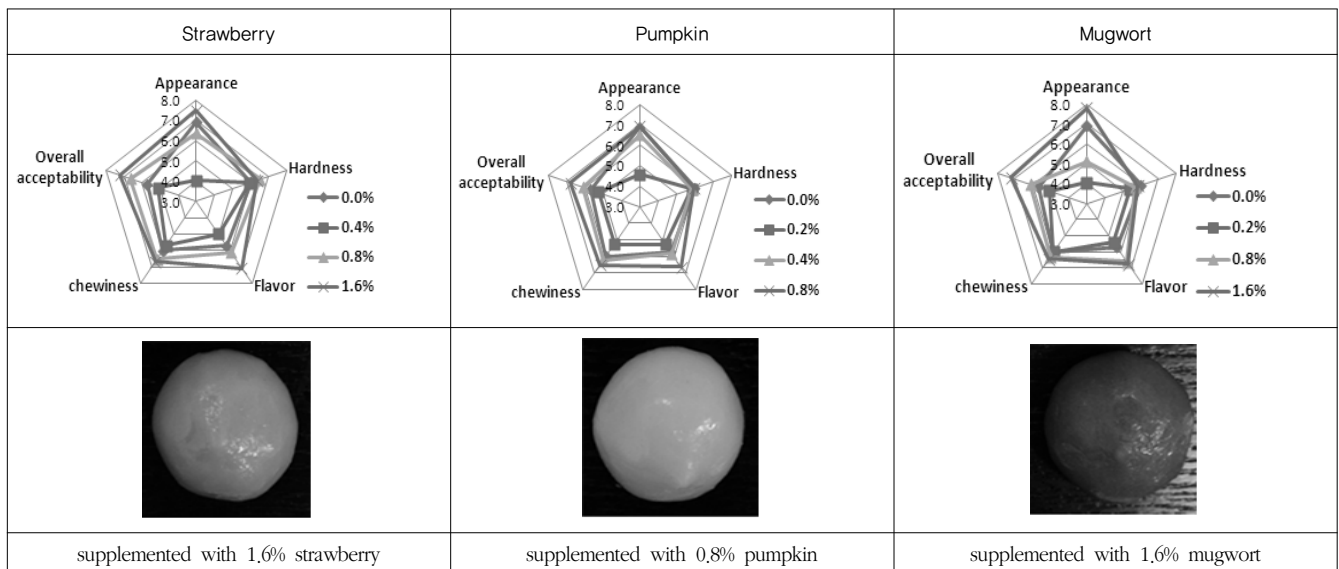 Strawberry
Pumpkin
Mugwort
Appearance
8.0
7.0
6.0
5.0
4.0
3.0
Hardness
Flavor
chewiness
Overall
acceptability
0.0%
0.4%
0.8%
1.6%
Appearance
8.0
7.0
6.0
5.0
4.0
3.0
Hardness
Flavor
chewiness
Overall
acceptability
0.0%
0.2%
0.4%
0.8%
Appearance
8.0
7.0
6.0
5.0
4.0
3.0
Hardness
Flavor
chewiness
Overall
acceptability
0.0%
0.2%
0.8%
1.6%
supplemented with 1.6% strawberry
supplemented with 0.8% pumpkin
supplemented with 1.6% mugwort